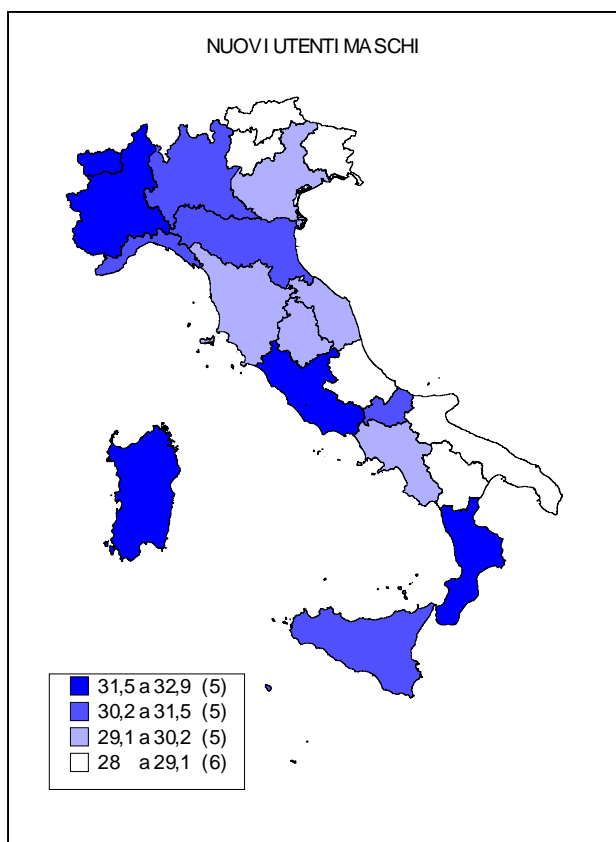 NUOVI UTENTI MASCHI
31,5 a 32,9 (5)
30,2 a 31,5 (5)
29,1 a 30,2 (5)
28 a 29,1 (6)